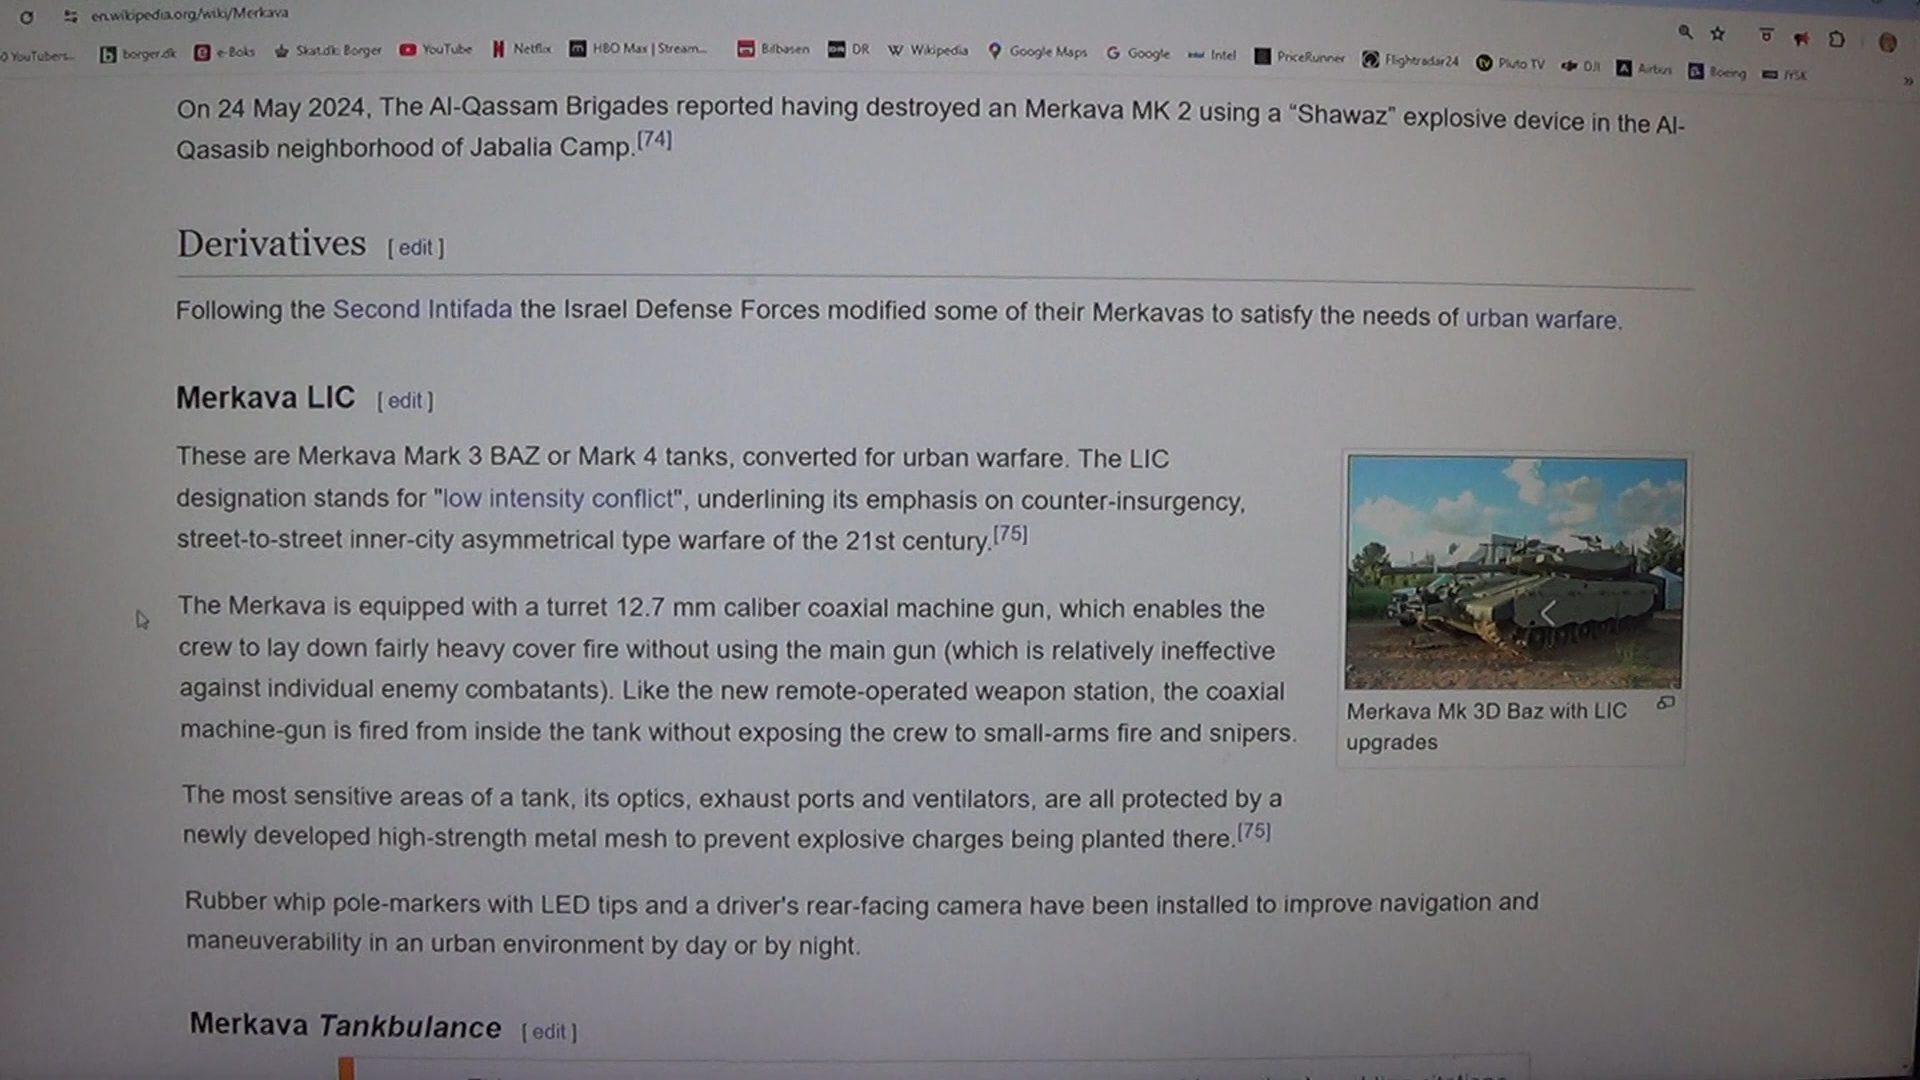 en.wikipedia.org/wiki/Merkava
YouTubers... borger.dk e-Boks Skat.dk: Borger YouTube Netflix HBO Max | Stream... Bilbasen DR Wikipedia Google Maps Google Intel PriceRunner Flightradar24 Pluto TV DJI Airbus Boeing JYSK
On 24 May 2024, The Al-Qassam Brigades reported having destroyed an Merkava MK 2 using a “Shawaz” explosive device in the Al-
Qasasib neighborhood of Jabalia Camp.[74]
Derivatives [ edit ]
Following the Second Intifada the Israel Defense Forces modified some of their Merkavas to satisfy the needs of urban warfare.
Merkava LIC [ edit ]
These are Merkava Mark 3 BAZ or Mark 4 tanks, converted for urban warfare. The LIC
designation stands for "low intensity conflict", underlining its emphasis on counter-insurgency,
street-to-street inner-city asymmetrical type warfare of the 21st century.[75]
The Merkava is equipped with a turret 12.7 mm caliber coaxial machine gun, which enables the
crew to lay down fairly heavy cover fire without using the main gun (which is relatively ineffective
against individual enemy combatants). Like the new remote-operated weapon station, the coaxial
machine-gun is fired from inside the tank without exposing the crew to small-arms fire and snipers.
Merkava Mk 3D Baz with LIC
upgrades
The most sensitive areas of a tank, its optics, exhaust ports and ventilators, are all protected by a
newly developed high-strength metal mesh to prevent explosive charges being planted there.[75]
Rubber whip pole-markers with LED tips and a driver's rear-facing camera have been installed to improve navigation and
maneuverability in an urban environment by day or by night.
Merkava Tankbulance [ edit ]